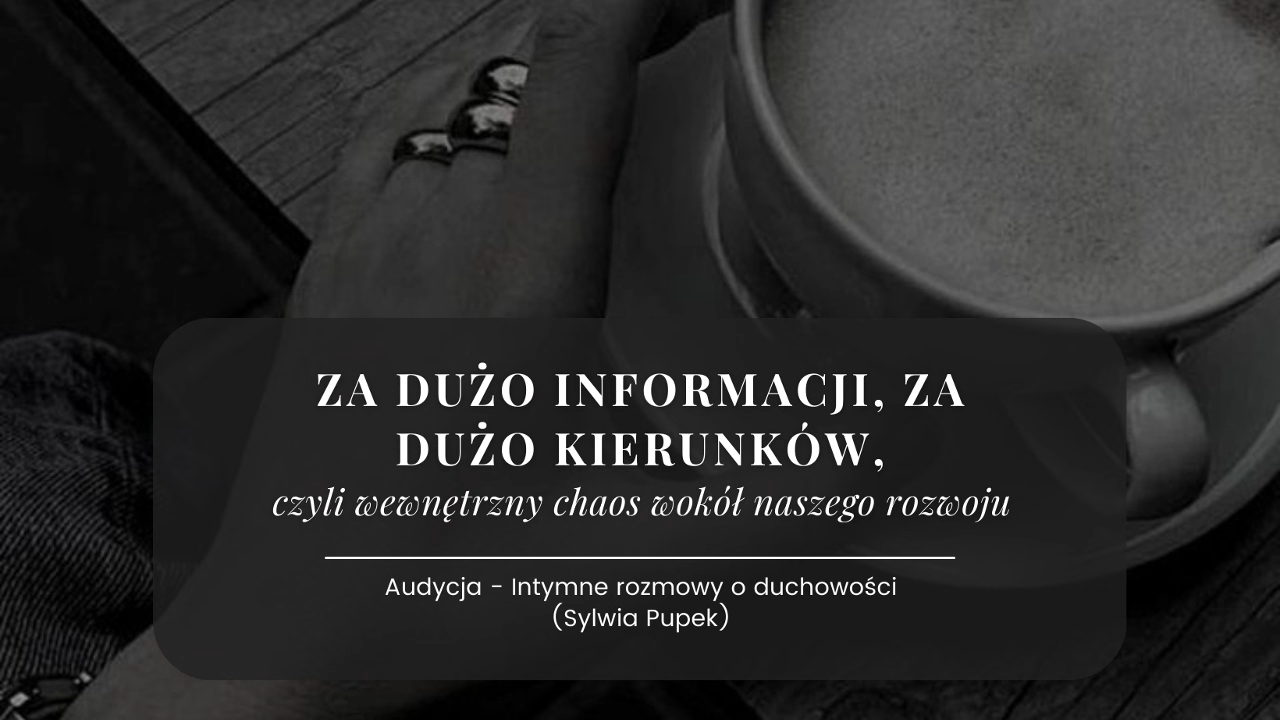 ZA DUŻO INFORMACJI, ZA
DUŻO KIERUNKÓW,
czyli wewnętrzny chaos wokół naszego rozwoju
Audycja - Intymne rozmowy o duchowości
(Sylwia Pupek)